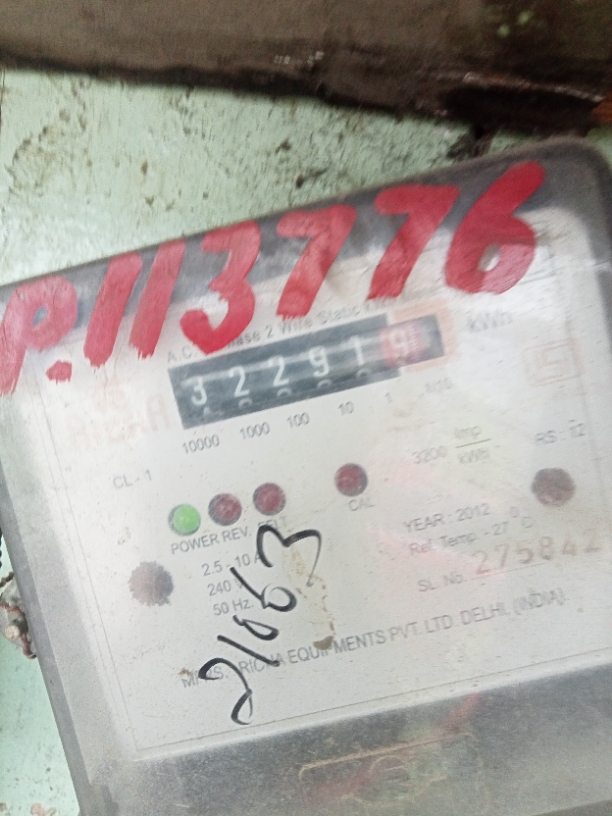 P.113776
A.C. Phase 2 Wire Static
kWh
322919
10000 1000 100 10 1 1/10
3200 imp/kWh
RS : 12
CL - 1
CAL
POWER REV. EFLT
YEAR : 2012
Ref. Temp - 27° C
2.5 - 10 A
240 V
50 Hz.
SL. No. 275842
21063
M/S. RICHA EQUIPMENTS PVT. LTD. DELHI, (INDIA)